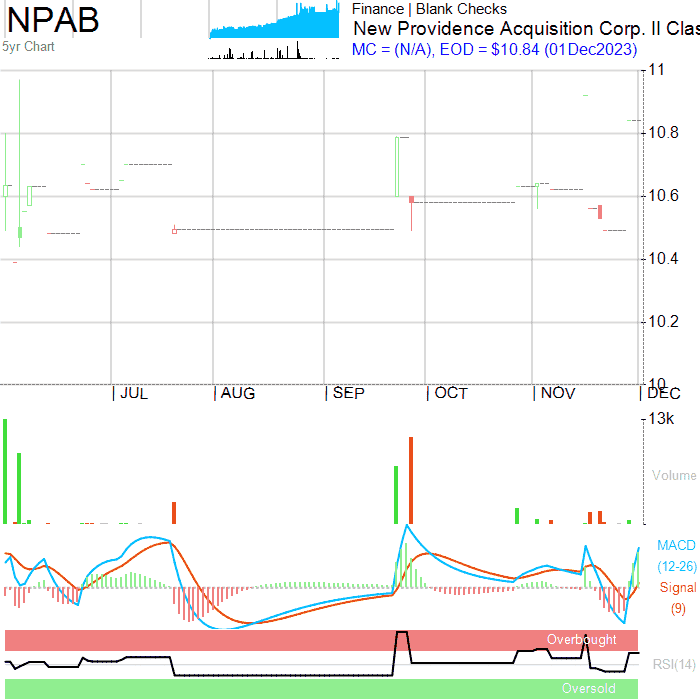 NPAB
5yr Chart
Finance | Blank Checks
New Providence Acquisition Corp. II Clas
MC = (N/A), EOD = $10.84 (01Dec2023)
11
10.8
10.6
10.4
10.2
10
JUL AUG SEP OCT NOV DEC
13k
Volume
MACD
(12-26)
Signal
(9)
Overbought
RSI(14)
Oversold